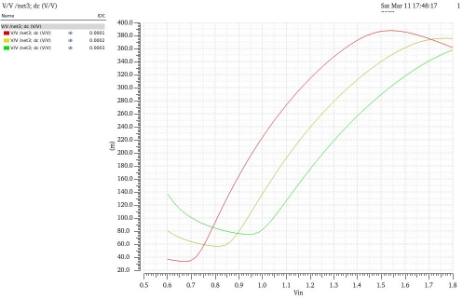 V/V /net3; dc (V/V)
Sat Mar 11 17:48:17 1
Name IDC
V/V /net3; dc (V/V)
V/V /net3; dc (V/V) 0.0001
V/V /net3; dc (V/V) 0.0002
V/V /net3; dc (V/V) 0.0003
400.0
380.0
360.0
340.0
320.0
300.0
280.0
260.0
240.0
220.0
200.0
180.0
160.0
140.0
120.0
100.0
80.0
60.0
40.0
20.0
(m)
0.5 0.6 0.7 0.8 0.9 1.0 1.1 1.2 1.3 1.4 1.5 1.6 1.7 1.8
Vin